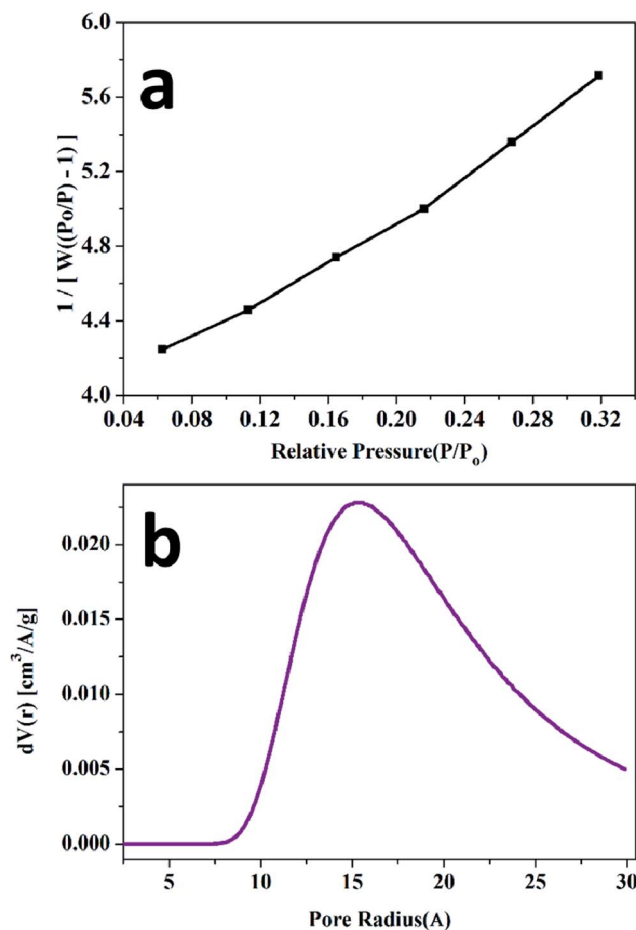 a
6.0
5.6
5.2
4.8
4.4
4.0
1 / [ W((Po/P) - 1) ]
0.04 0.08 0.12 0.16 0.20 0.24 0.28 0.32
Relative Pressure(P/Pₒ)
b
0.020
0.015
0.010
0.005
0.000
dV(r) [cm³/A/g]
5 10 15 20 25 30
Pore Radius(A)